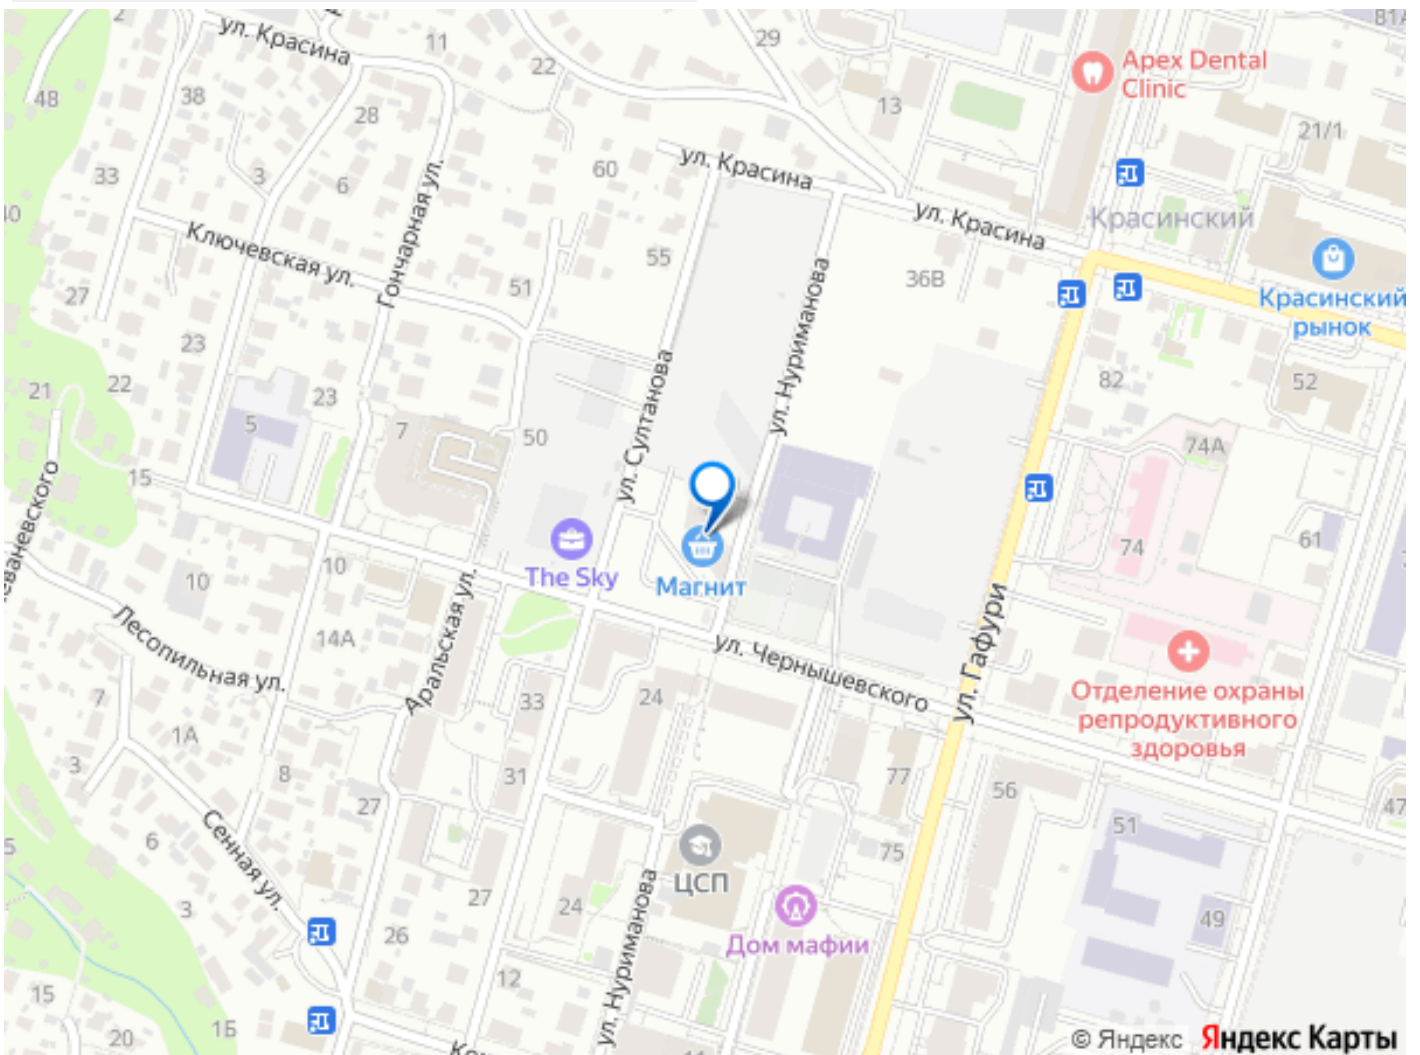 ул. Красина
11
2
29
81А
Apex Dental
Clinic
48
38
22
28
13
21/1
33
3
6
60
ул. Красина
ул. Красина
Красинский
Гончарная ул.
Ключевская ул.
40
55
51
36В
27
Красинский
рынок
ул. Нуриманова
23
21
22
23
ул. Султанова
82
52
5
7
50
74А
15
The Sky
Магнит
74
61
10
10
Лесопильная ул.
14А
Аральская ул.
ул. Чернышевского
ул. Гафури
Отделение охраны
репродуктивного
здоровья
33
24
7
1А
3
8
31
77
56
27
47
51
Сенная ул.
6
75
ЦСП
5
3
27
24
ул. Нуриманова
49
Дом мафии
26
12
15
1Б
20
© Яндекс Яндекс Карты